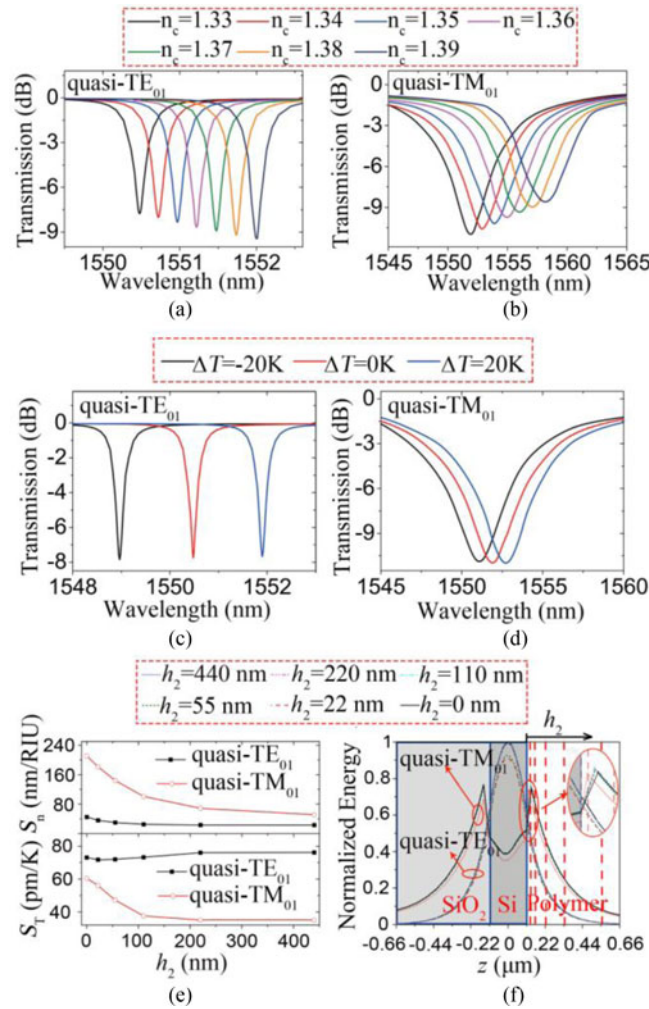 n_c=1.33 n_c=1.34 n_c=1.35 n_c=1.36
n_c=1.37 n_c=1.38 n_c=1.39
quasi-TE₀₁
Transmission (dB)
0
-3
-6
-9
1550 1551 1552
Wavelength (nm)
(a)
quasi-TM₀₁
Transmission (dB)
0
-3
-6
-9
1545 1550 1555 1560 1565
Wavelength (nm)
(b)
ΔT=-20K ΔT=0K ΔT=20K
quasi-TE₀₁
Transmission (dB)
0
-2
-4
-6
-8
1548 1550 1552
Wavelength (nm)
(c)
quasi-TM₀₁
Transmission (dB)
0
-3
-6
-9
1545 1550 1555 1560
Wavelength (nm)
(d)
h₂=440 nm h₂=220 nm h₂=110 nm
h₂=55 nm h₂=22 nm h₂=0 nm
S_T (pm/K) S_n (nm/RIU)
240
160
80
quasi-TE₀₁
quasi-TM₀₁
80
60
40
quasi-TE₀₁
quasi-TM₀₁
0 100 200 300 400
h₂ (nm)
(e)
h₂
Normalized Energy
1
0.8
0.6
0.4
0.2
0
quasi-TM₀₁
quasi-TE₀₁
SiO₂ Si Polymer
-0.66 -0.44 -0.22 0 0.22 0.44 0.66
z (μm)
(f)